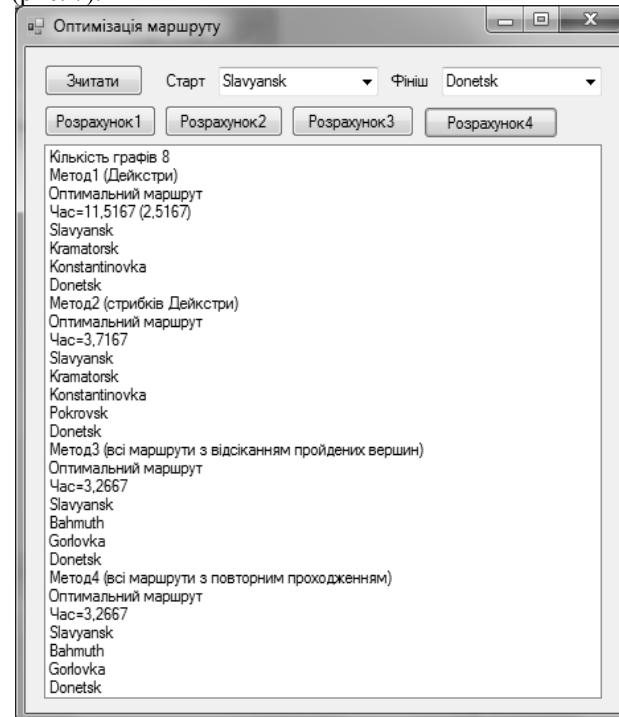 Оптимізація маршруту
Зчитати Старт Slavyansk Фініш Donetsk
Розрахунок1 Розрахунок2 Розрахунок3 Розрахунок4
Кількість графів 8
Метод1 (Дейкстри)
Оптимальний маршрут
Час=11,5167 (2,5167)
Slavyansk
Kramatorsk
Konstantinovka
Donetsk
Метод2 (стрибків Дейкстри)
Оптимальний маршрут
Час=3,7167
Slavyansk
Kramatorsk
Konstantinovka
Pokrovsk
Donetsk
Метод3 (всі маршрути з відсіканням пройдених вершин)
Оптимальний маршрут
Час=3,2667
Slavyansk
Bahmuth
Gorlovka
Donetsk
Метод4 (всі маршрути з повторним проходженням)
Оптимальний маршрут
Час=3,2667
Slavyansk
Bahmuth
Gorlovka
Donetsk